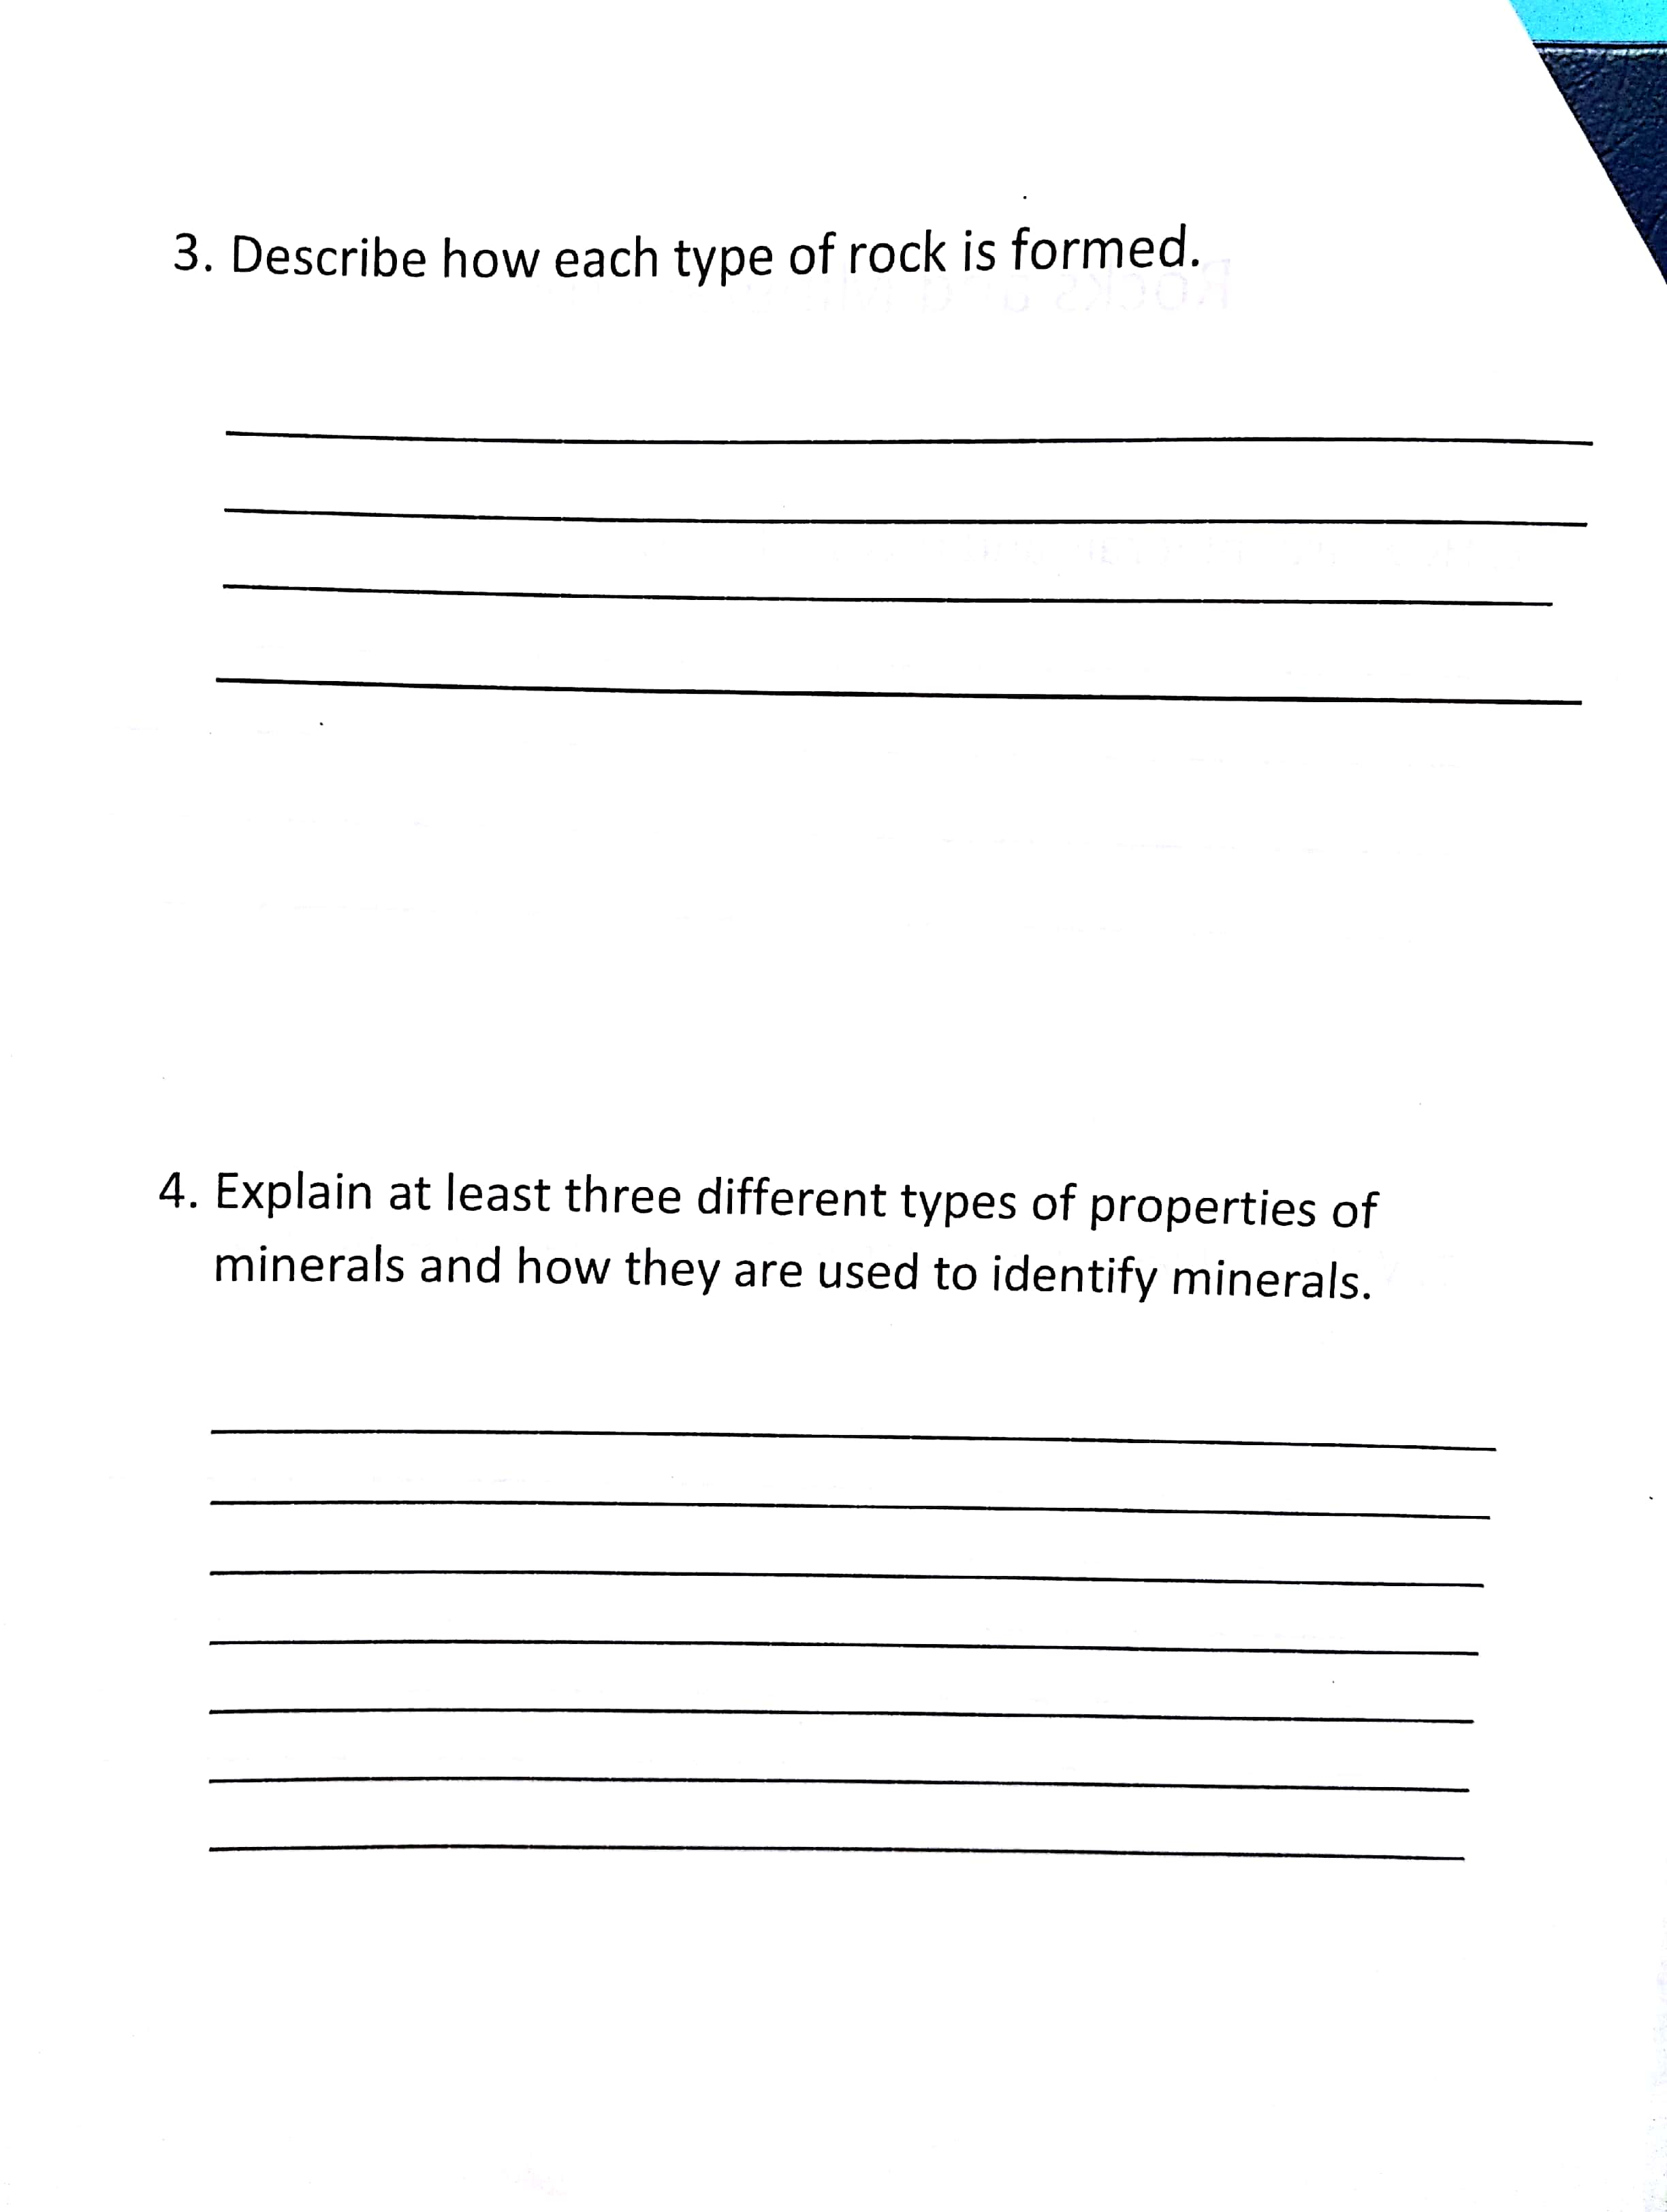 3. Describe how each type of rock is formed.
4. Explain at least three different types of properties of
minerals and how they are used to identify minerals.